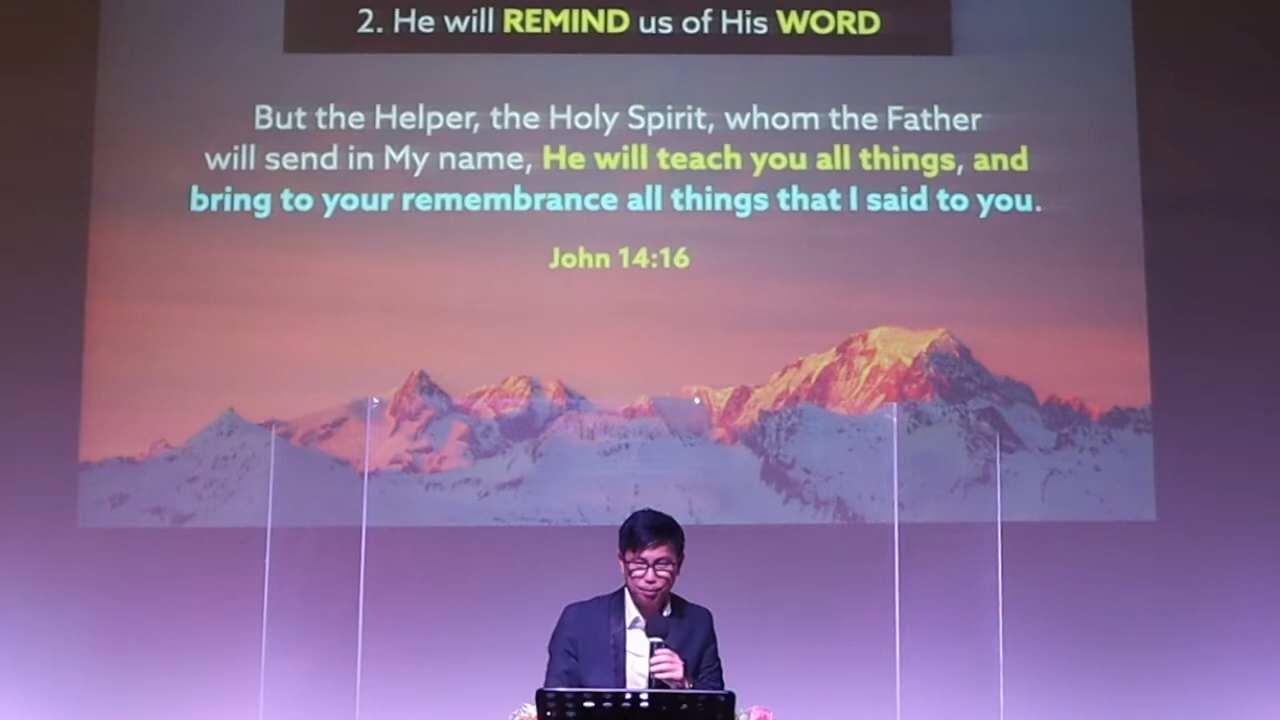 2. He will REMIND us of His WORD
But the Helper, the Holy Spirit, whom the Father
will send in My name, He will teach you all things, and
bring to your remembrance all things that I said to you.
John 14:16